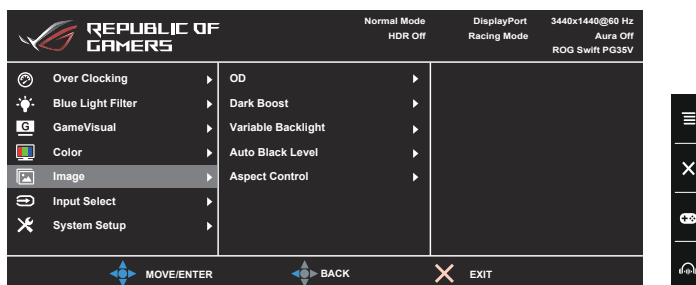 REPUBLIC OF
GAMERS
Normal Mode
HDR Off
DisplayPort
Racing Mode
3440x1440@60 Hz
Aura Off
ROG Swift PG35V
Over Clocking
Blue Light Filter
G GameVisual
Color
Image
Input Select
System Setup
OD
Dark Boost
Variable Backlight
Auto Black Level
Aspect Control
MOVE/ENTER
BACK
EXIT